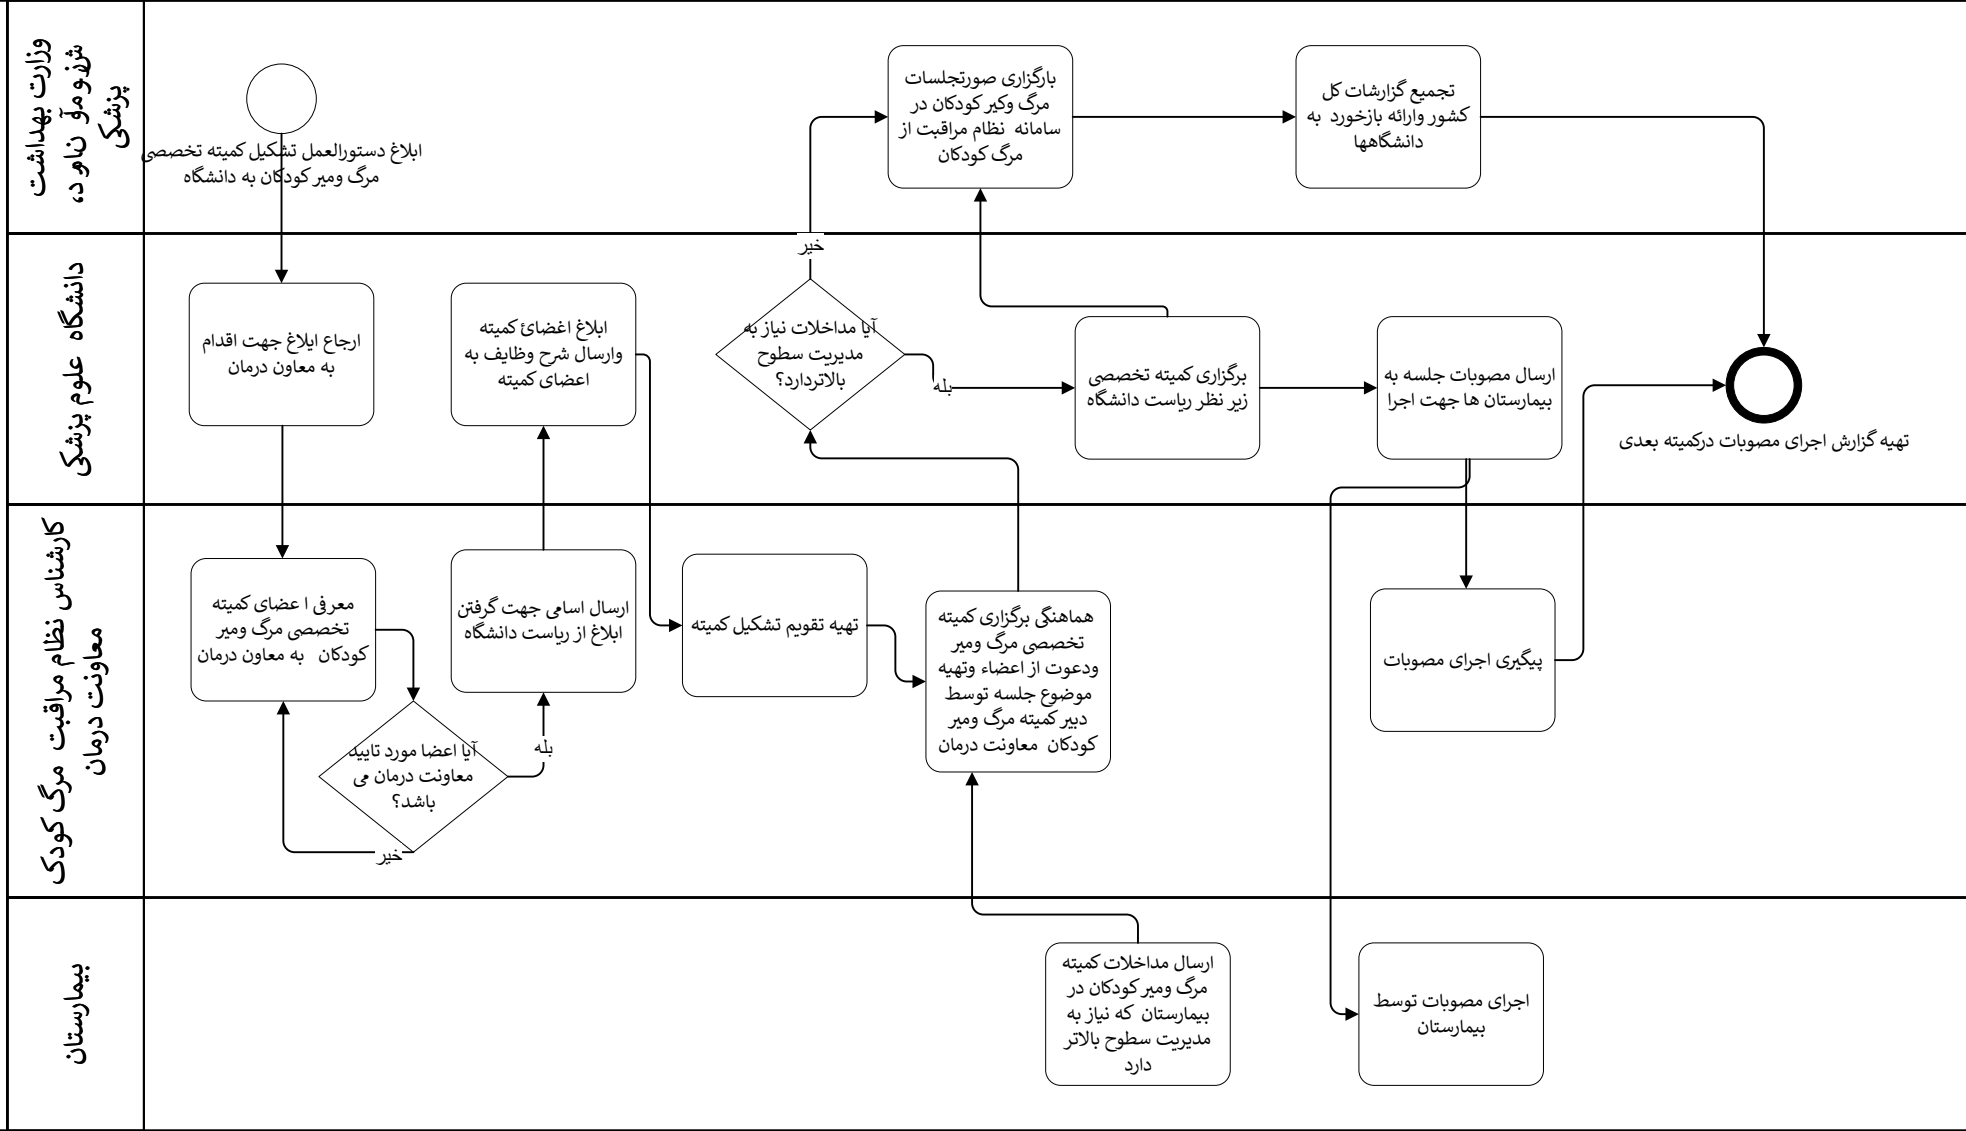 وزارت بهداشت
پزشکی
ابلاغ دستورالعمل تشکیل کمیته تخصصی
مرگ ومیر کودکان به دانشگاه
بارگزاری صورتجلسات
مرگ وکیر کودکان در
سامانه نظام مراقبت از
مرگ کودکان
تجمیع گزارشات کل
کشور وارائه بازخورد به
دانشگاهها
دانشگاه علوم پزشکی
ارجاع ابلاغ جهت اقدام
به معاون درمان
ابلاغ اغضائ کمیته
وارسال شرح وظایف به
اعضای کمیته
خیر
آیا مداخلات نیاز به
مدیریت سطوح
بالاتردارد؟
بله
برگزاری کمیته تخصصی
زیر نظر ریاست دانشگاه
ارسال مصوبات جلسه به
بیمارستان ها جهت اجرا
تهیه گزارش اجرای مصوبات درکمیته بعدی
کارشناس نظام مراقبت مرگ کودک
معاونت درمان
معرفی ا عضای کمیته
تخصصی مرگ ومیر
کودکان به معاون درمان
آیا اعضا مورد تایید
معاونت درمان می
باشد؟
خیر
بله
ارسال اسامی جهت گرفتن
ابلاغ از ریاست دانشگاه
تهیه تقویم تشکیل کمیته
هماهنگی برگزاری کمیته
تخصصی مرگ ومیر
ودعوت از اعضاء وتهیه
موضوع جلسه توسط
دبیر کمیته مرگ ومیر
کودکان معاونت درمان
پیگیری اجرای مصوبات
بیمارستان
ارسال مداخلات کمیته
مرگ ومیر کودکان در
بیمارستان که نیاز به
مدیریت سطوح بالاتر
دارد
اجرای مصوبات توسط
بیمارستان